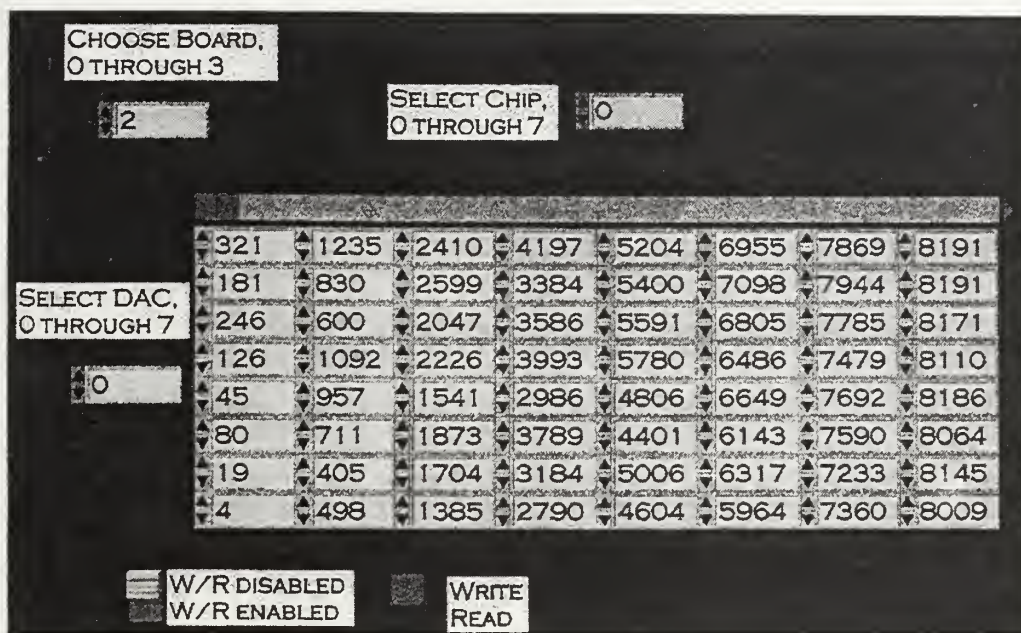 CHOOSE BOARD,
0 THROUGH 3
2
SELECT CHIP,
0 THROUGH 7
0
321 1235 2410 4197 5204 6955 7869 8191
181 830 2599 3384 5400 7098 7944 8191
246 600 2047 3586 5591 6805 7785 8171
126 1092 2226 3993 5780 6486 7479 8110
45 957 1541 2986 4806 6649 7692 8186
80 711 1873 3789 4401 6143 7590 8064
19 405 1704 3184 5006 6317 7233 8145
4 498 1385 2790 4604 5964 7360 8009
SELECT DAC,
0 THROUGH 7
0
W/R DISABLED
W/R ENABLED
WRITE
READ